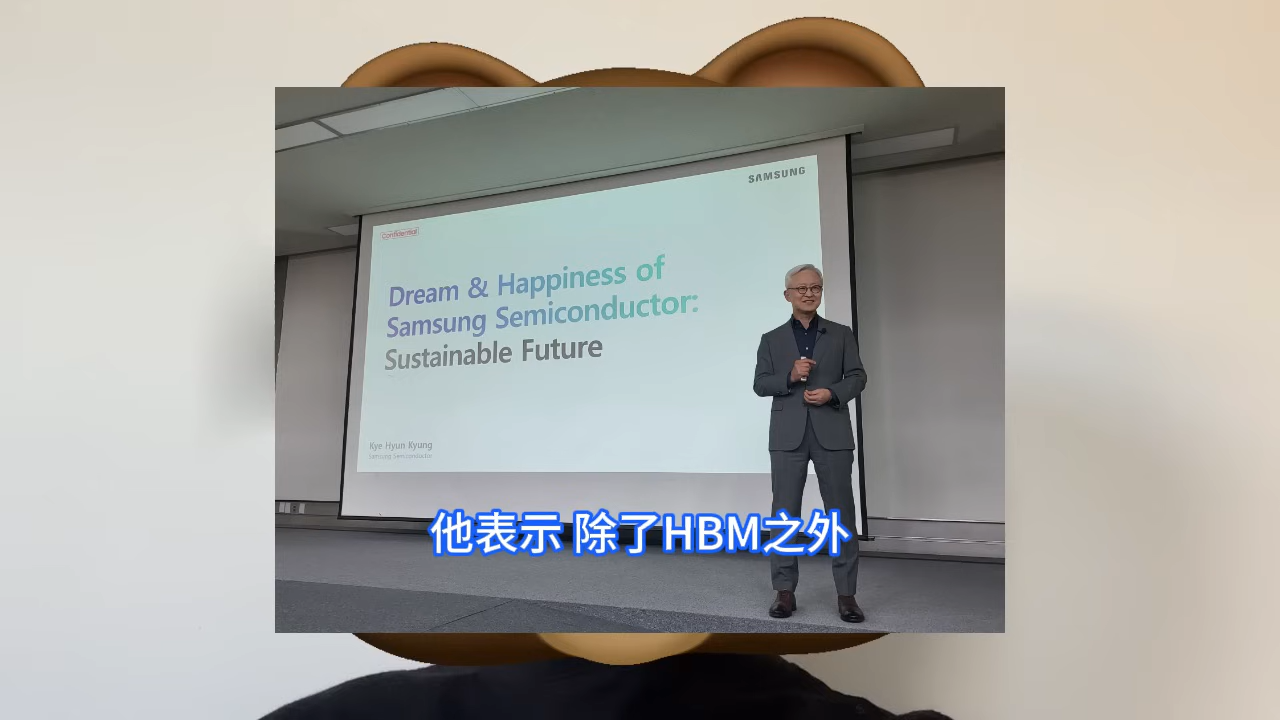 SAMSUNG
Confidential
Dream & Happiness of
Samsung Semiconductor:
Sustainable Future
Kye Hyun Kyung
Samsung Semiconductor
他表示 除了HBM之外